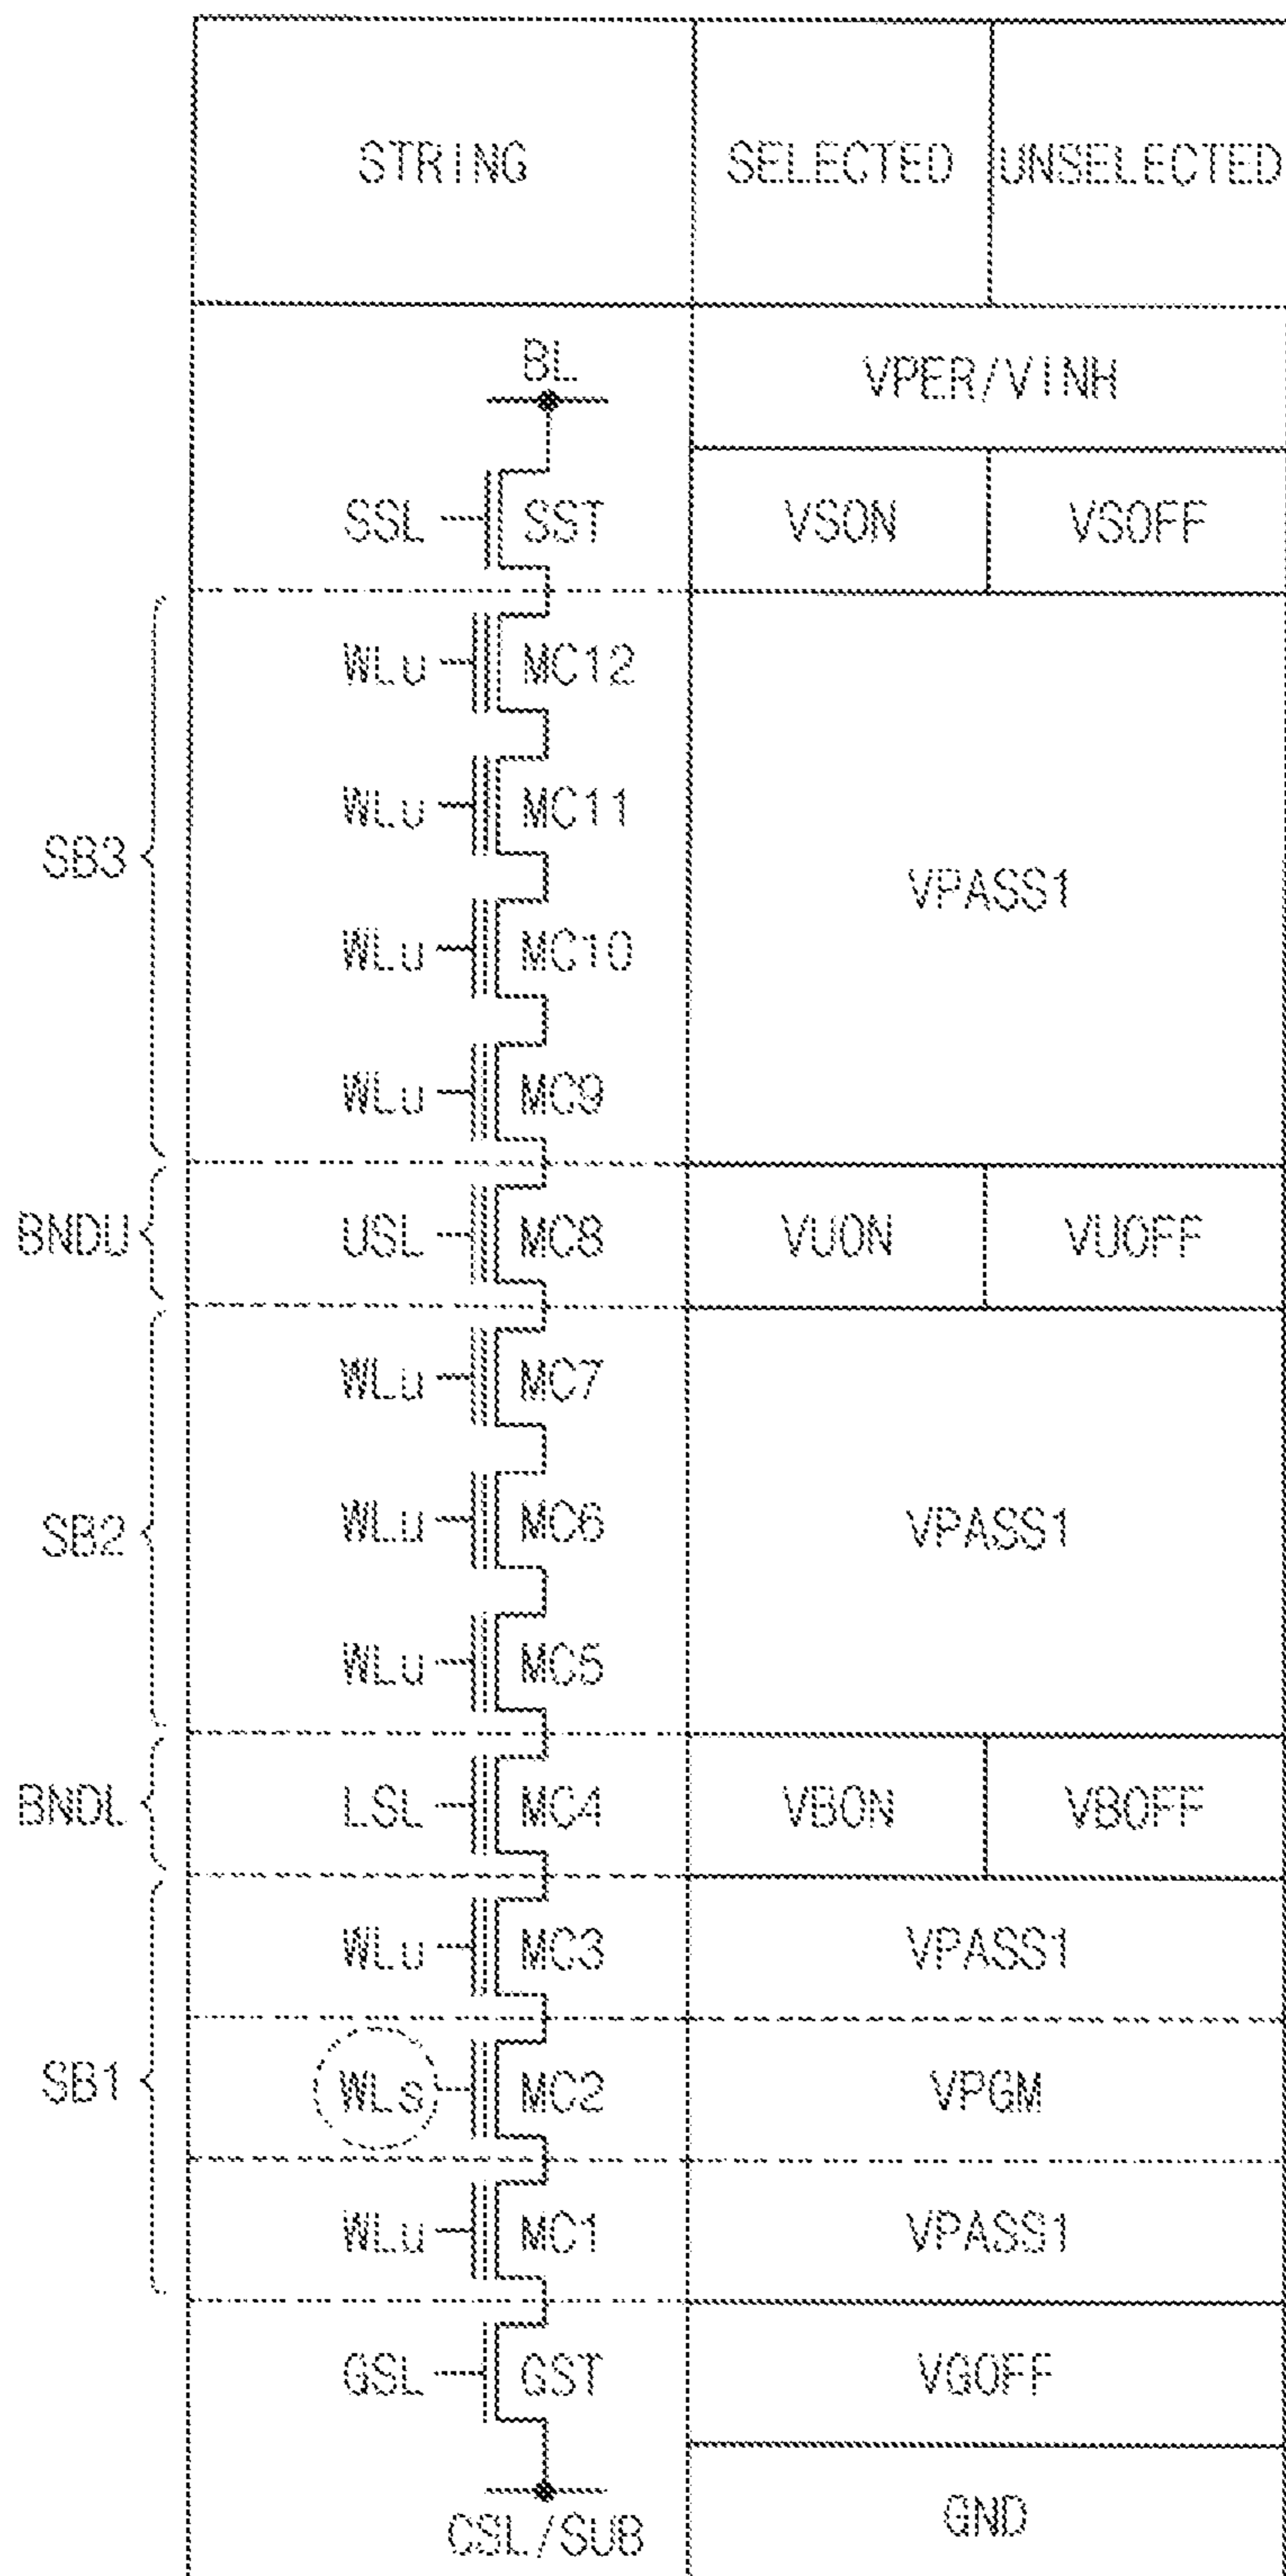 STRING SELECTED UNSELECTED
BL VPER/VINH
SSL SST VSON VSOFF
WLu MC12
WLu MC11
SB3 VPASS1
WLu MC10
WLu MC9
BNDU USL MC8 VUON VUOFF
WLu MC7
SB2 WLu MC6 VPASS1
WLu MC5
BNDL LSL MC4 VBON VBOFF
WLu MC3 VPASS1
SB1 WLs MC2 VPGM
WLu MC1 VPASS1
GSL GST VGOFF
CSL/SUB GND